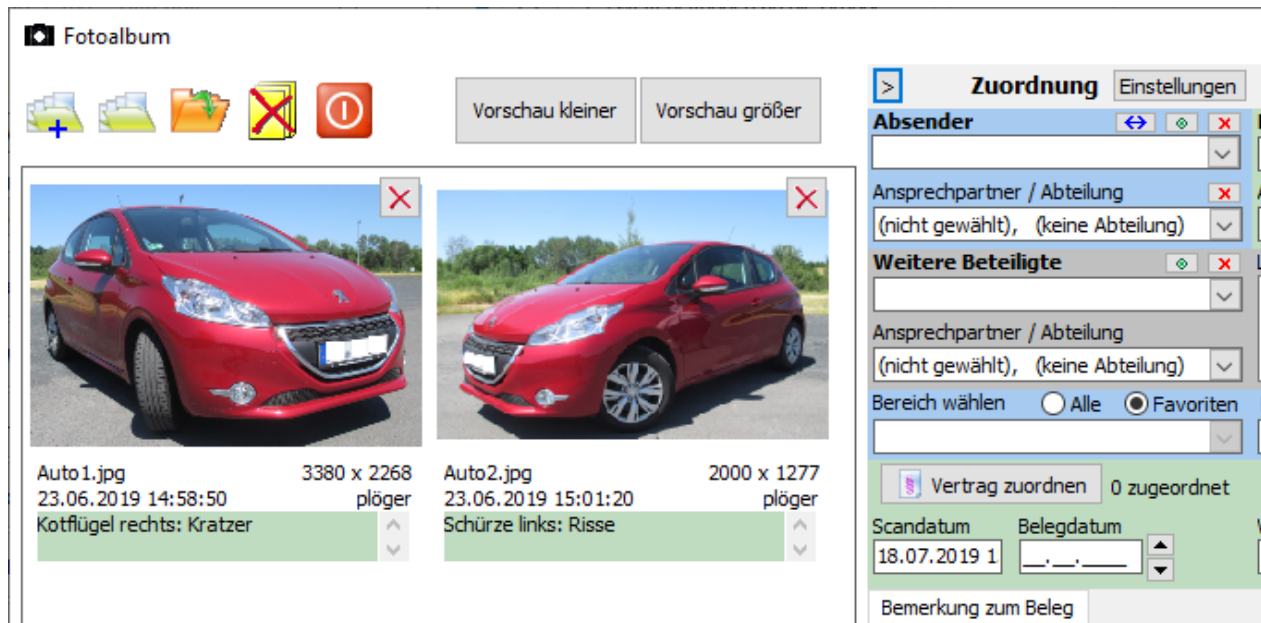 Fotoalbum
Vorschau kleiner
Vorschau größer
Auto1.jpg 3380 x 2268
23.06.2019 14:58:50 plöger
Kotflügel rechts: Kratzer
Auto2.jpg 2000 x 1277
23.06.2019 15:01:20 plöger
Schürze links: Risse
> Zuordnung Einstellungen
Absender
Ansprechpartner / Abteilung
(nicht gewählt), (keine Abteilung)
Weitere Beteiligte
Ansprechpartner / Abteilung
(nicht gewählt), (keine Abteilung)
Bereich wählen Alle Favoriten
§ Vertrag zuordnen 0 zugeordnet
Scandatum Belegdatum
18.07.2019 1 __.__.____
Bemerkung zum Beleg